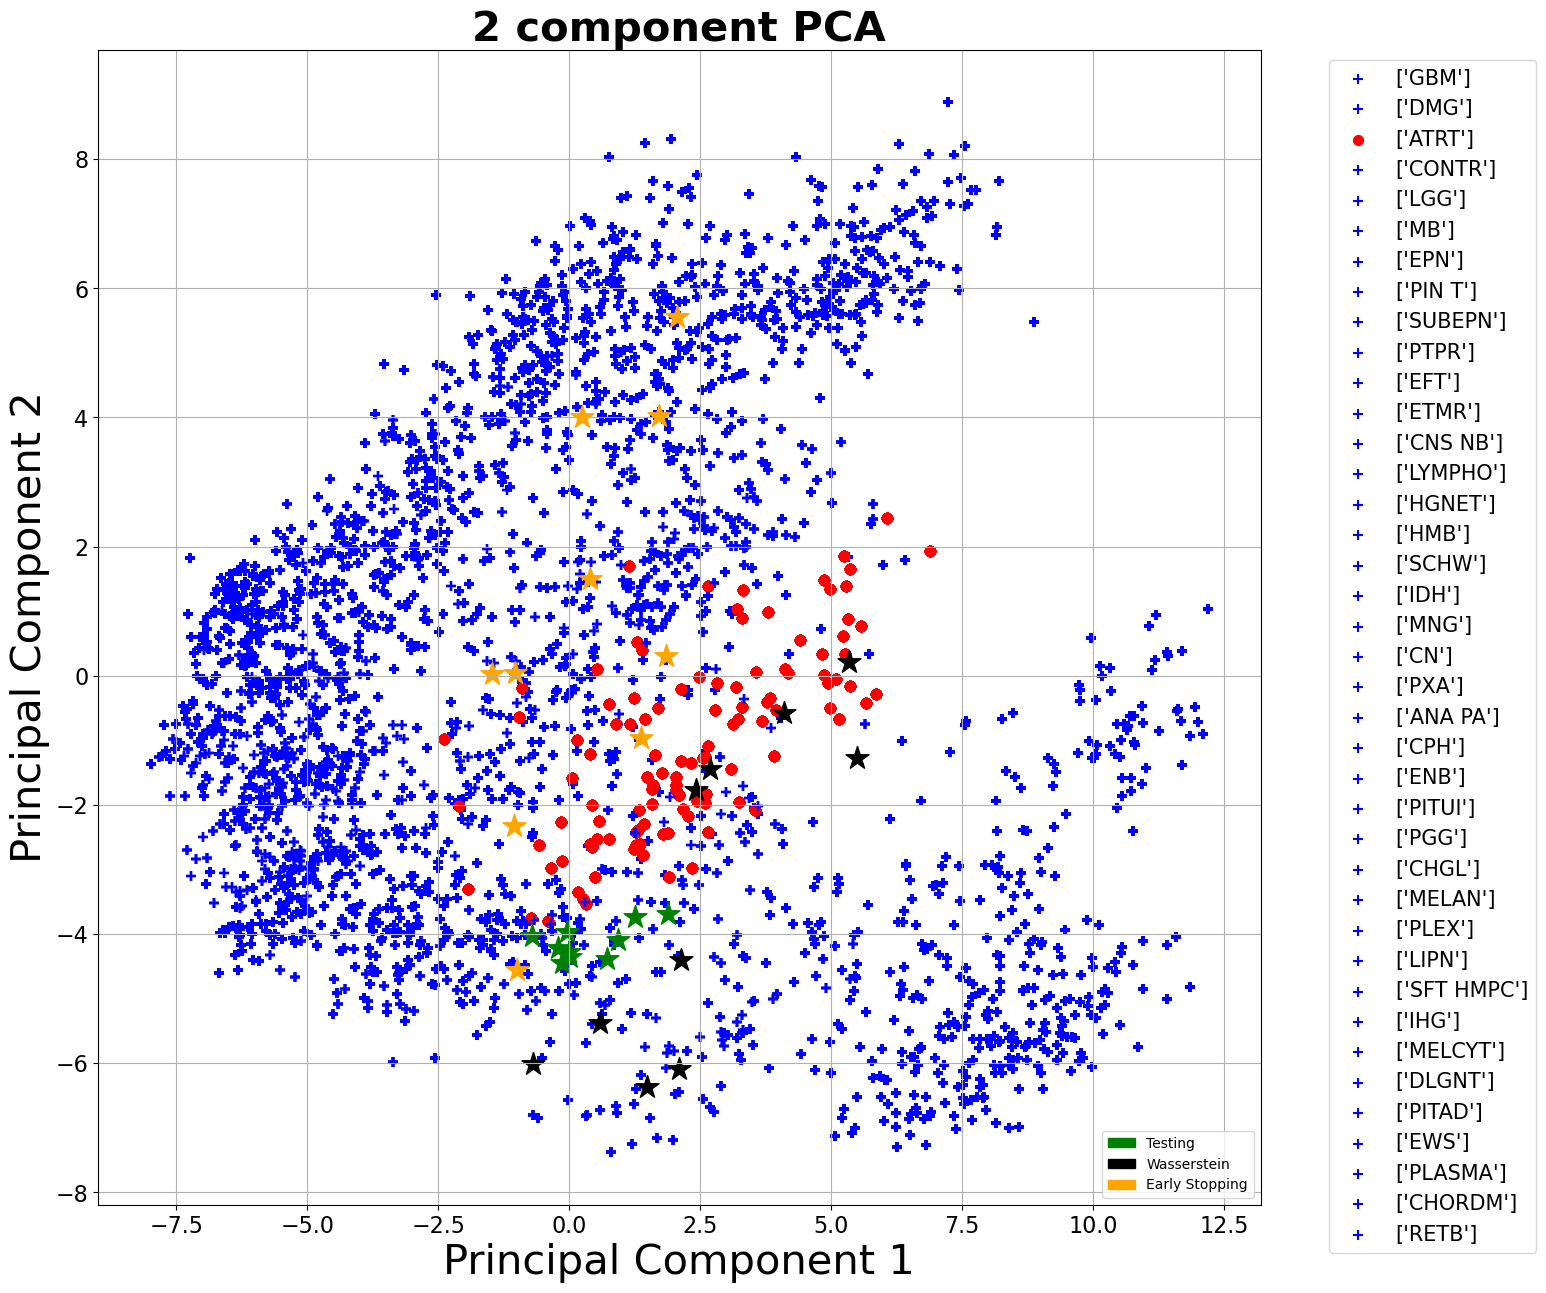 2 component PCA
8
6
4
2
0
−2
−4
−6
−8
Principal Component 2
−7.5 −5.0 −2.5 0.0 2.5 5.0 7.5 10.0 12.5
Principal Component 1
Testing
Wasserstein
Early Stopping
['GBM']
['DMG']
['ATRT']
['CONTR']
['LGG']
['MB']
['EPN']
['PIN T']
['SUBEPN']
['PTPR']
['EFT']
['ETMR']
['CNS NB']
['LYMPHO']
['HGNET']
['HMB']
['SCHW']
['IDH']
['MNG']
['CN']
['PXA']
['ANA PA']
['CPH']
['ENB']
['PITUI']
['PGG']
['CHGL']
['MELAN']
['PLEX']
['LIPN']
['SFT HMPC']
['IHG']
['MELCYT']
['DLGNT']
['PITAD']
['EWS']
['PLASMA']
['CHORDM']
['RETB']